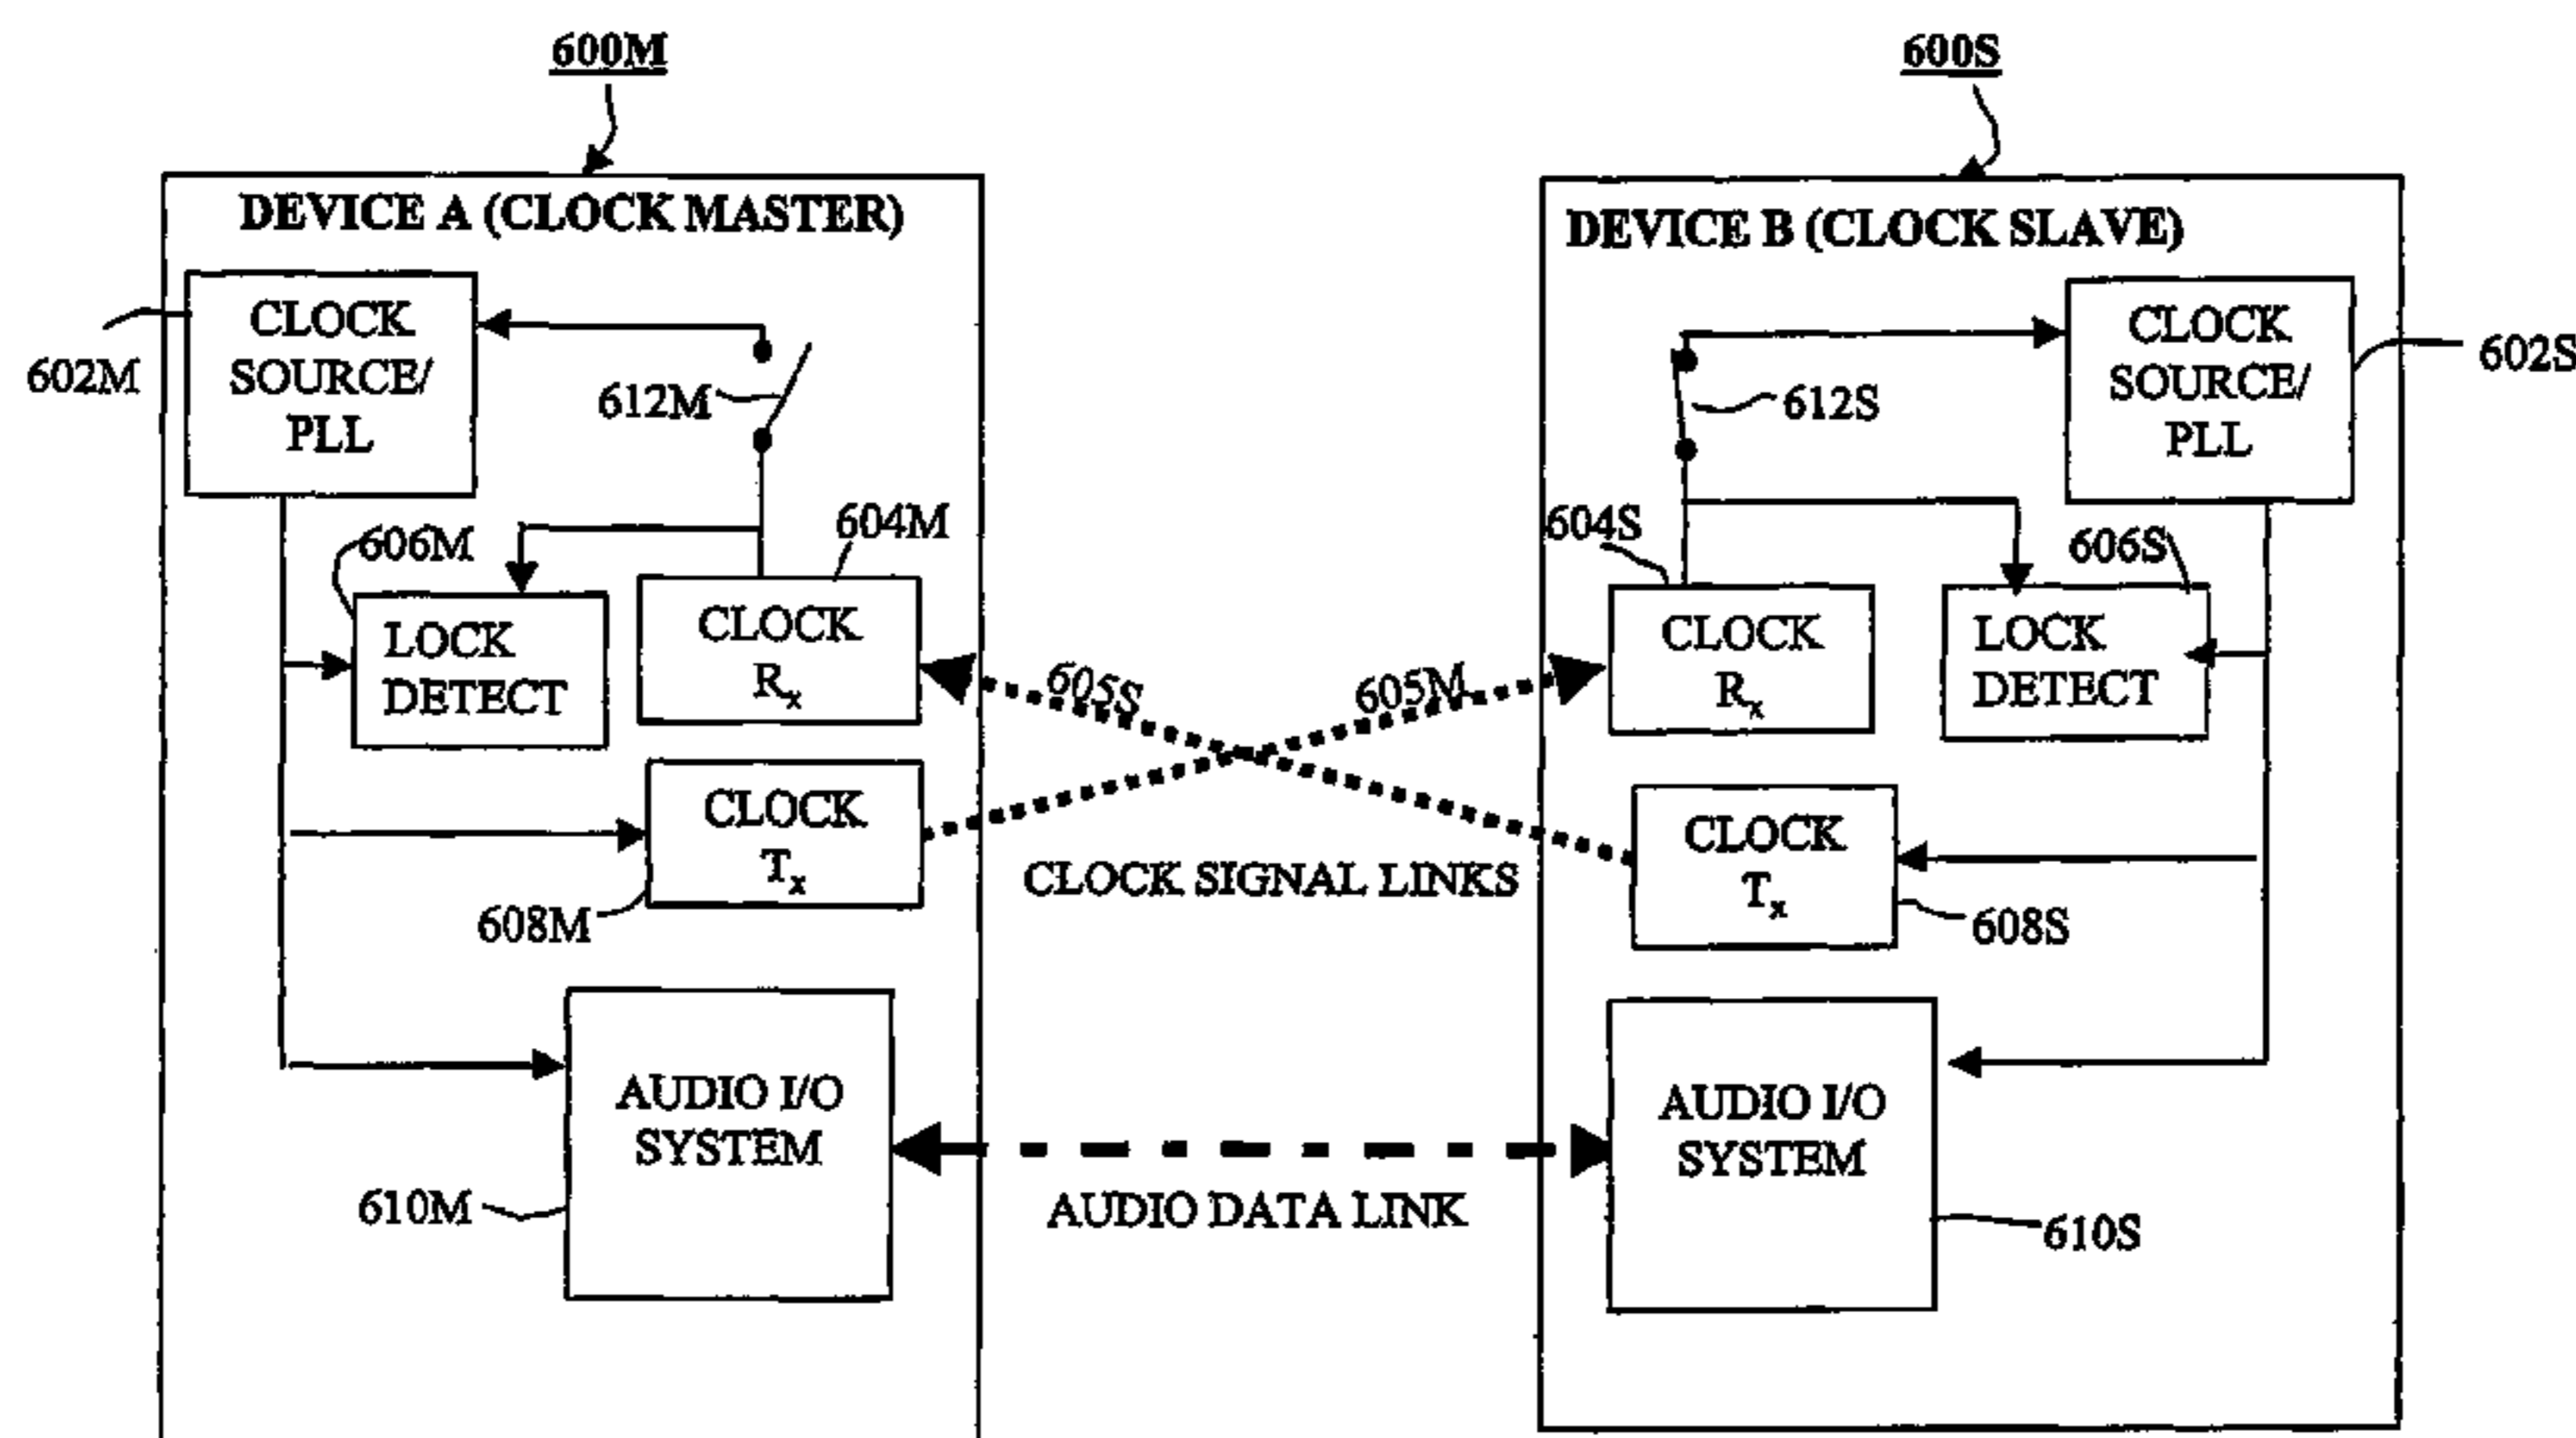 600M
600S
DEVICE A (CLOCK MASTER)
DEVICE B (CLOCK SLAVE)
CLOCK
SOURCE/
PLL
602M
612M
606M
604M
LOCK
DETECT
CLOCK
Rx
CLOCK
Tx
608M
AUDIO I/O
SYSTEM
610M
605S
605M
CLOCK SIGNAL LINKS
AUDIO DATA LINK
CLOCK
SOURCE/
PLL
602S
612S
604S
606S
CLOCK
Rx
LOCK
DETECT
CLOCK
Tx
608S
AUDIO I/O
SYSTEM
610S